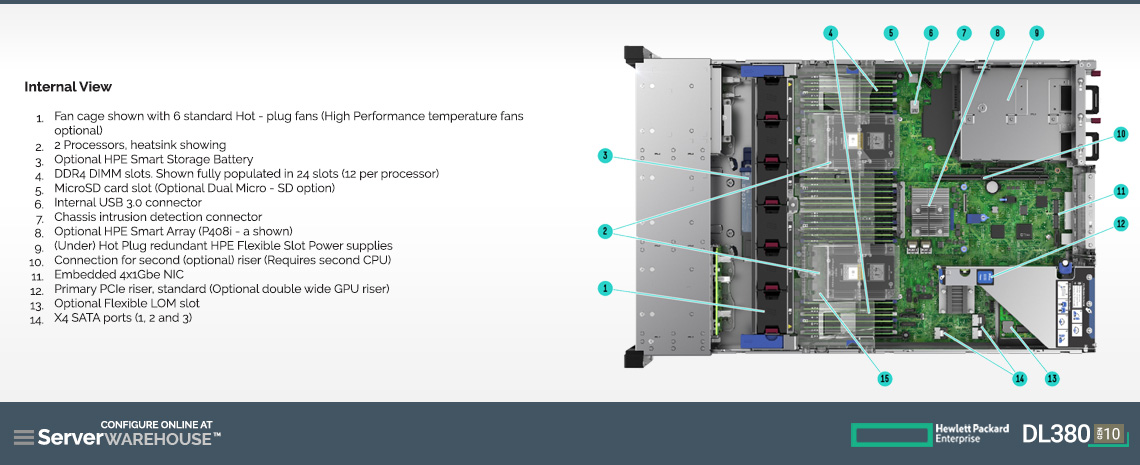 Internal View
1. Fan cage shown with 6 standard Hot - plug fans (High Performance temperature fans
optional)
2. 2 Processors, heatsink showing
3. Optional HPE Smart Storage Battery
4. DDR4 DIMM slots. Shown fully populated in 24 slots (12 per processor)
5. MicroSD card slot (Optional Dual Micro - SD option)
6. Internal USB 3.0 connector
7. Chassis intrusion detection connector
8. Optional HPE Smart Array (P408i - a shown)
9. (Under) Hot Plug redundant HPE Flexible Slot Power supplies
10. Connection for second (optional) riser (Requires second CPU)
11. Embedded 4x1Gbe NIC
12. Primary PCIe riser, standard (Optional double wide GPU riser)
13. Optional Flexible LOM slot
14. X4 SATA ports (1, 2 and 3)
4 5 6 7 8 9
3
10
11
2
12
1
15 14 13
CONFIGURE ONLINE AT
ServerWAREHOUSE™
Hewlett Packard
Enterprise
DL380 GEN 10